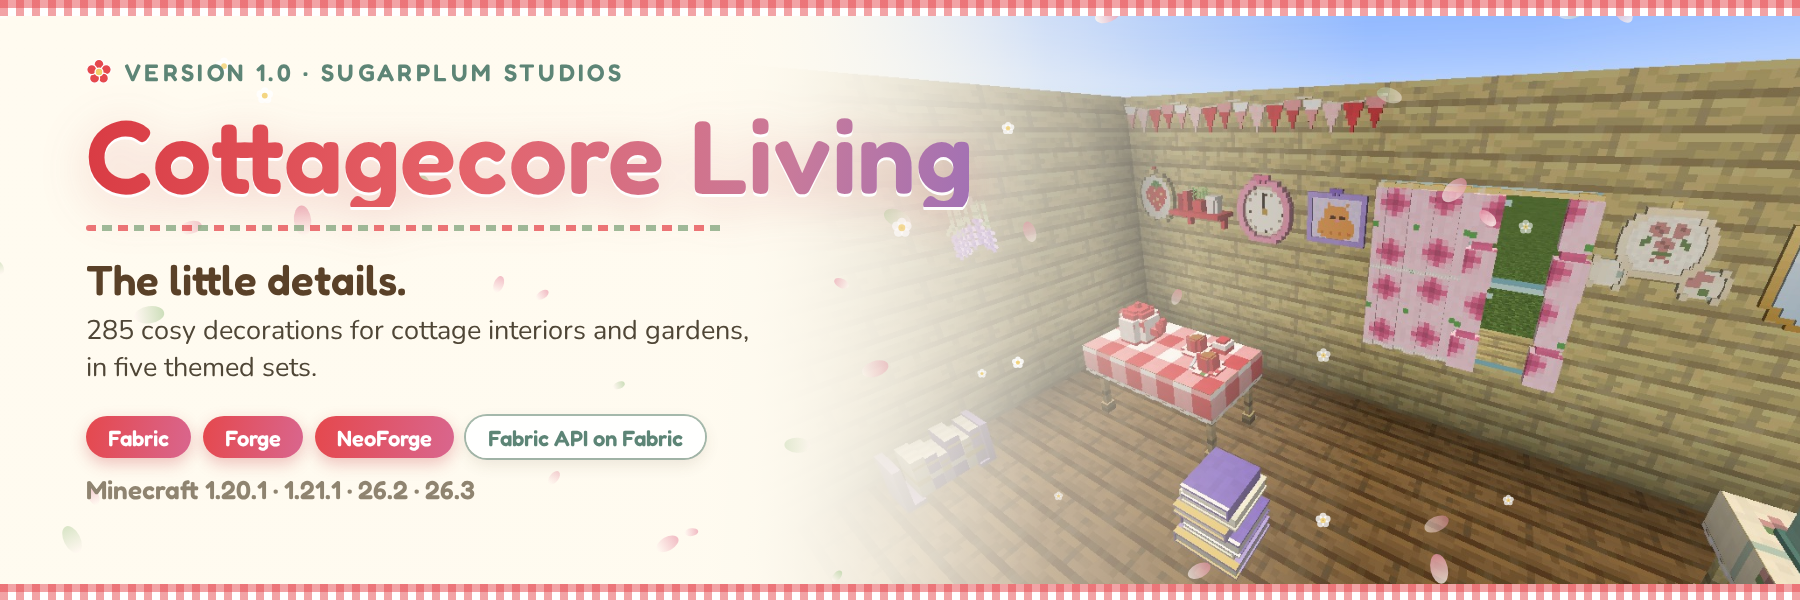 VERSION 1.0 · SUGARPLUM STUDIOS
Cottagecore Living
The little details.
285 cosy decorations for cottage interiors and gardens,
in five themed sets.
Fabric Forge NeoForge Fabric API on Fabric
Minecraft 1.20.1 · 1.21.1 · 26.2 · 26.3